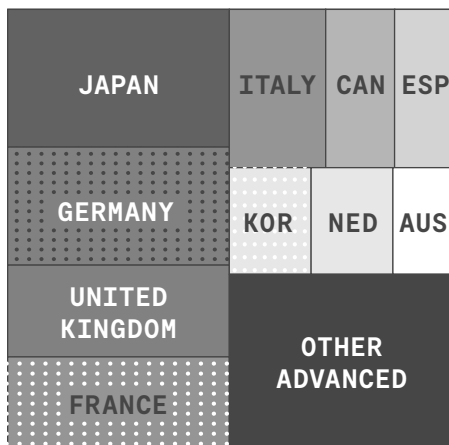 JAPAN
ITALY
CAN
ESP
GERMANY
KOR
NED
AUS
UNITED
KINGDOM
OTHER
ADVANCED
FRANCE